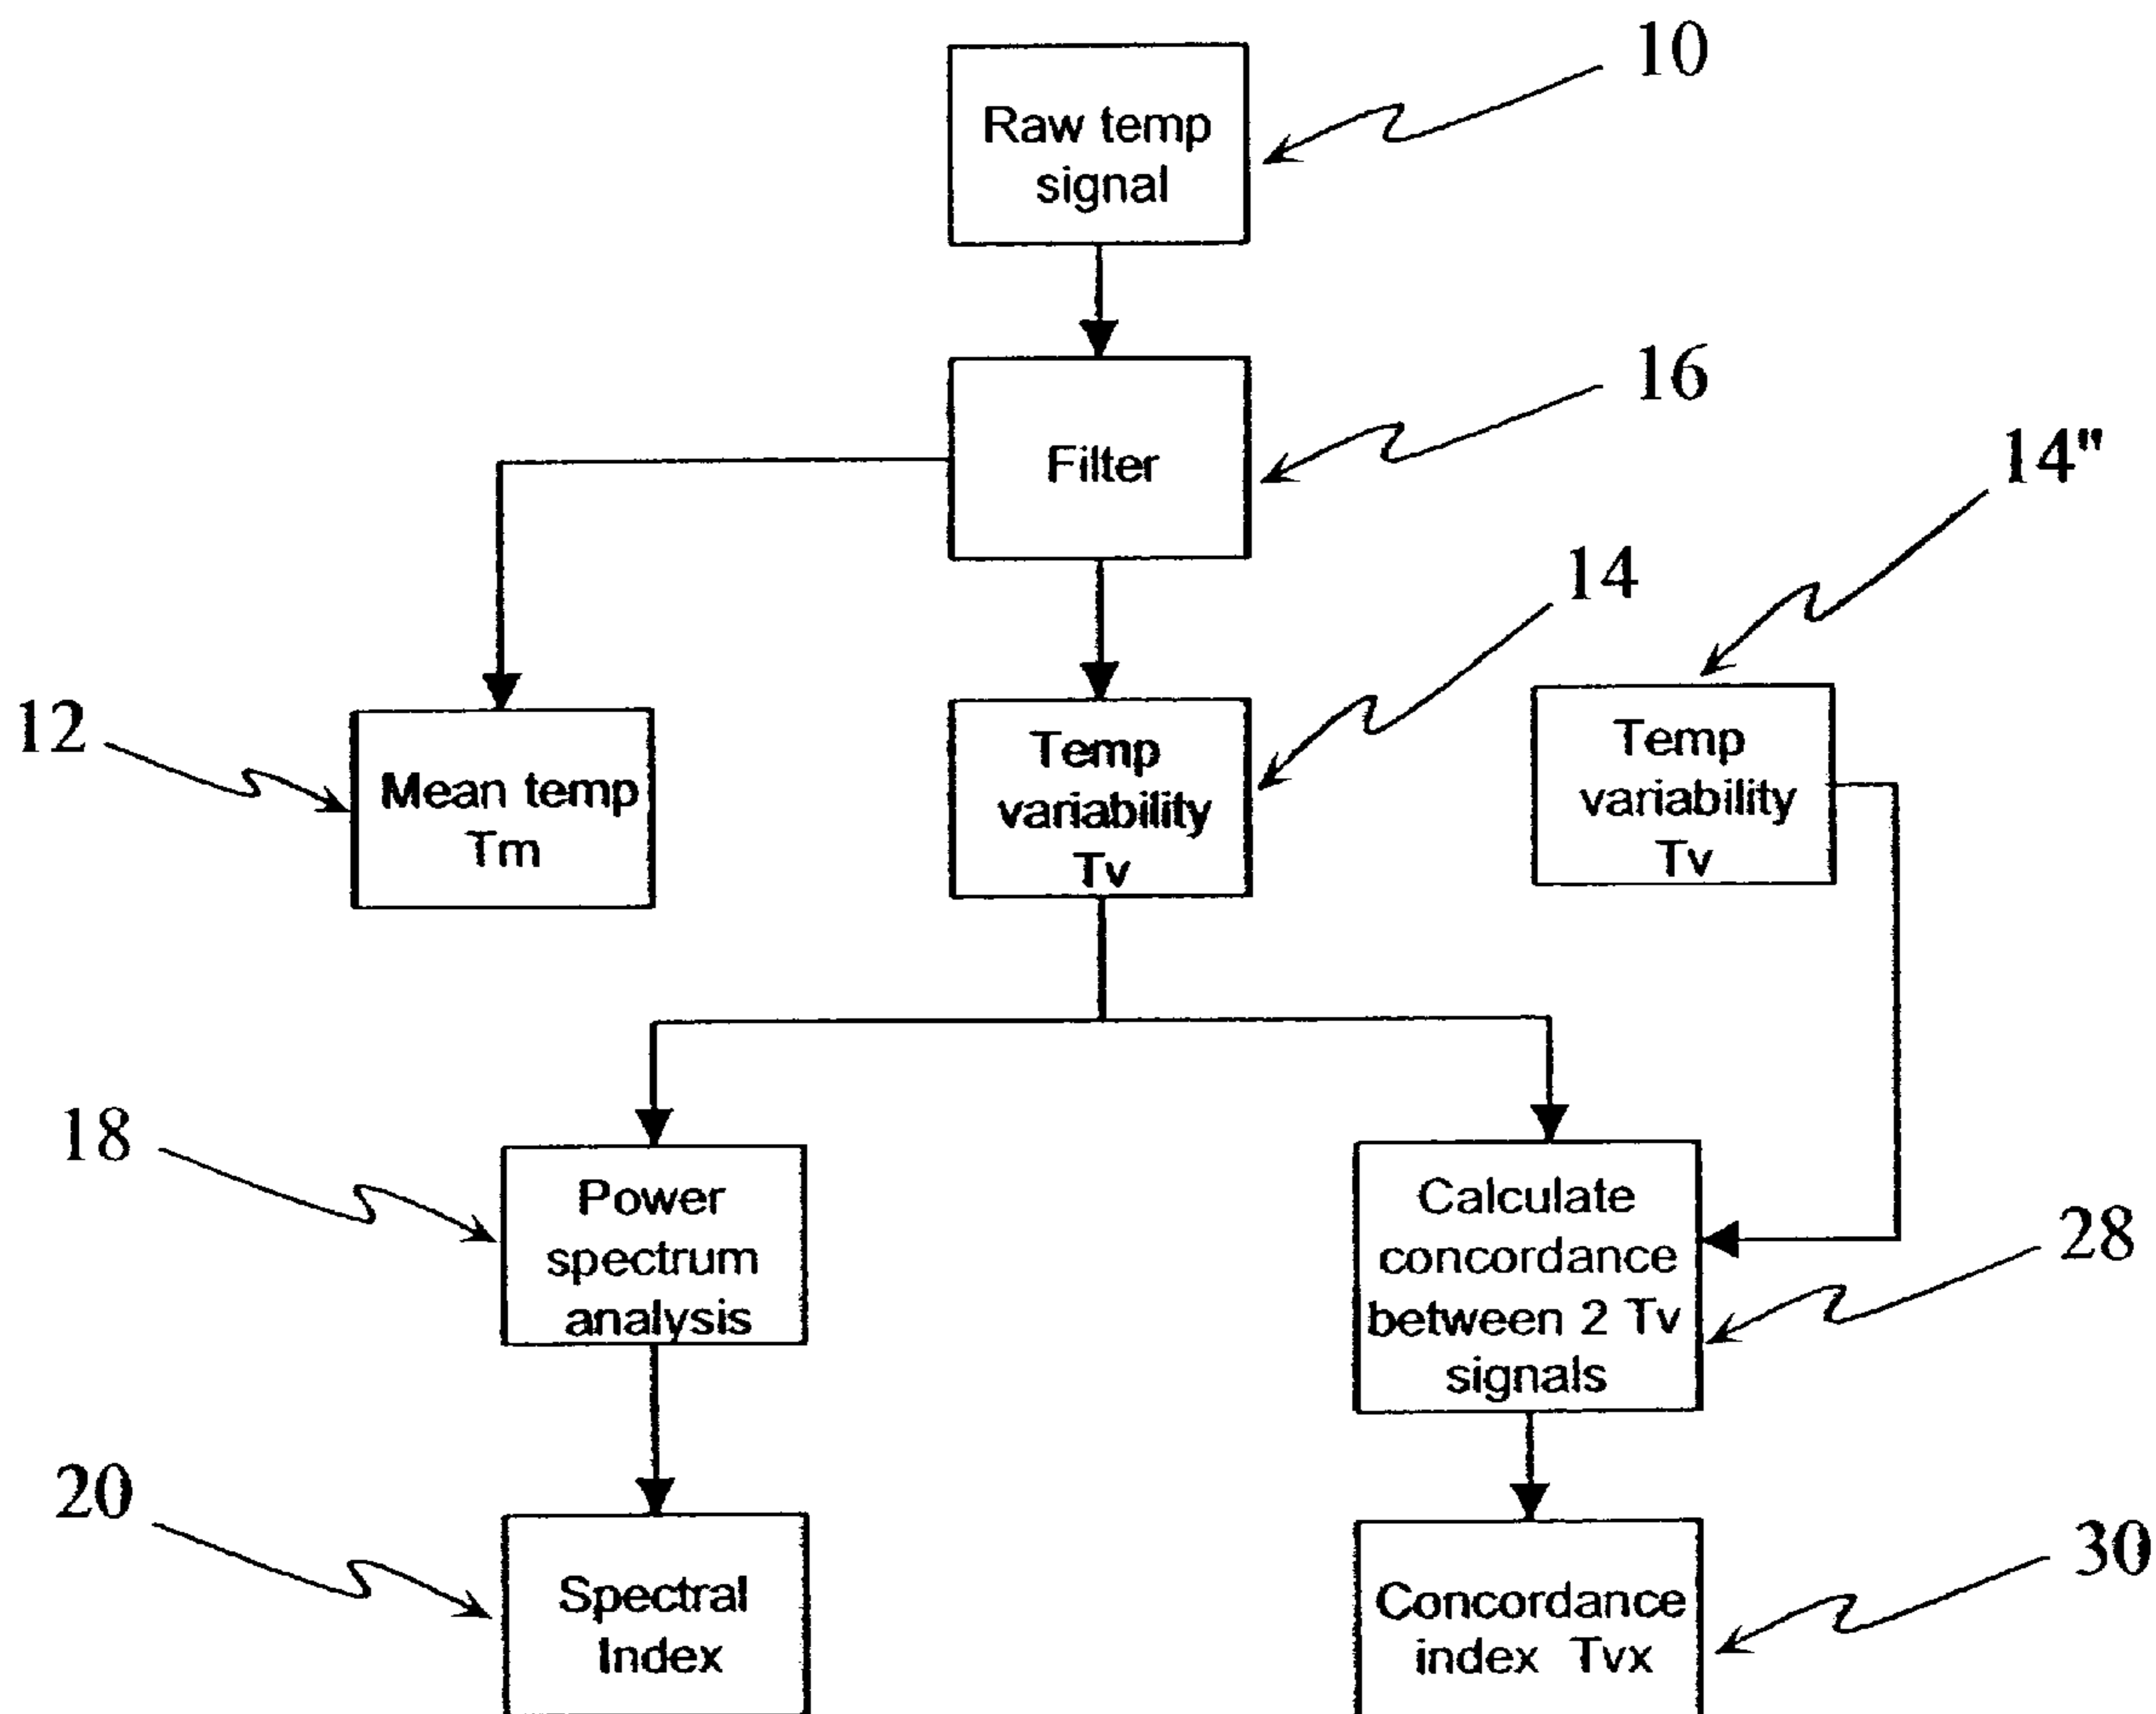 10
Raw temp
signal
16
Filter
14"
14
12
Mean temp
Tm
Temp
variability
Tv
Temp
variability
Tv
18
Power
spectrum
analysis
Calculate
concordance
between 2 Tv
signals
28
20
Spectral
Index
Concordance
index Tvx
30